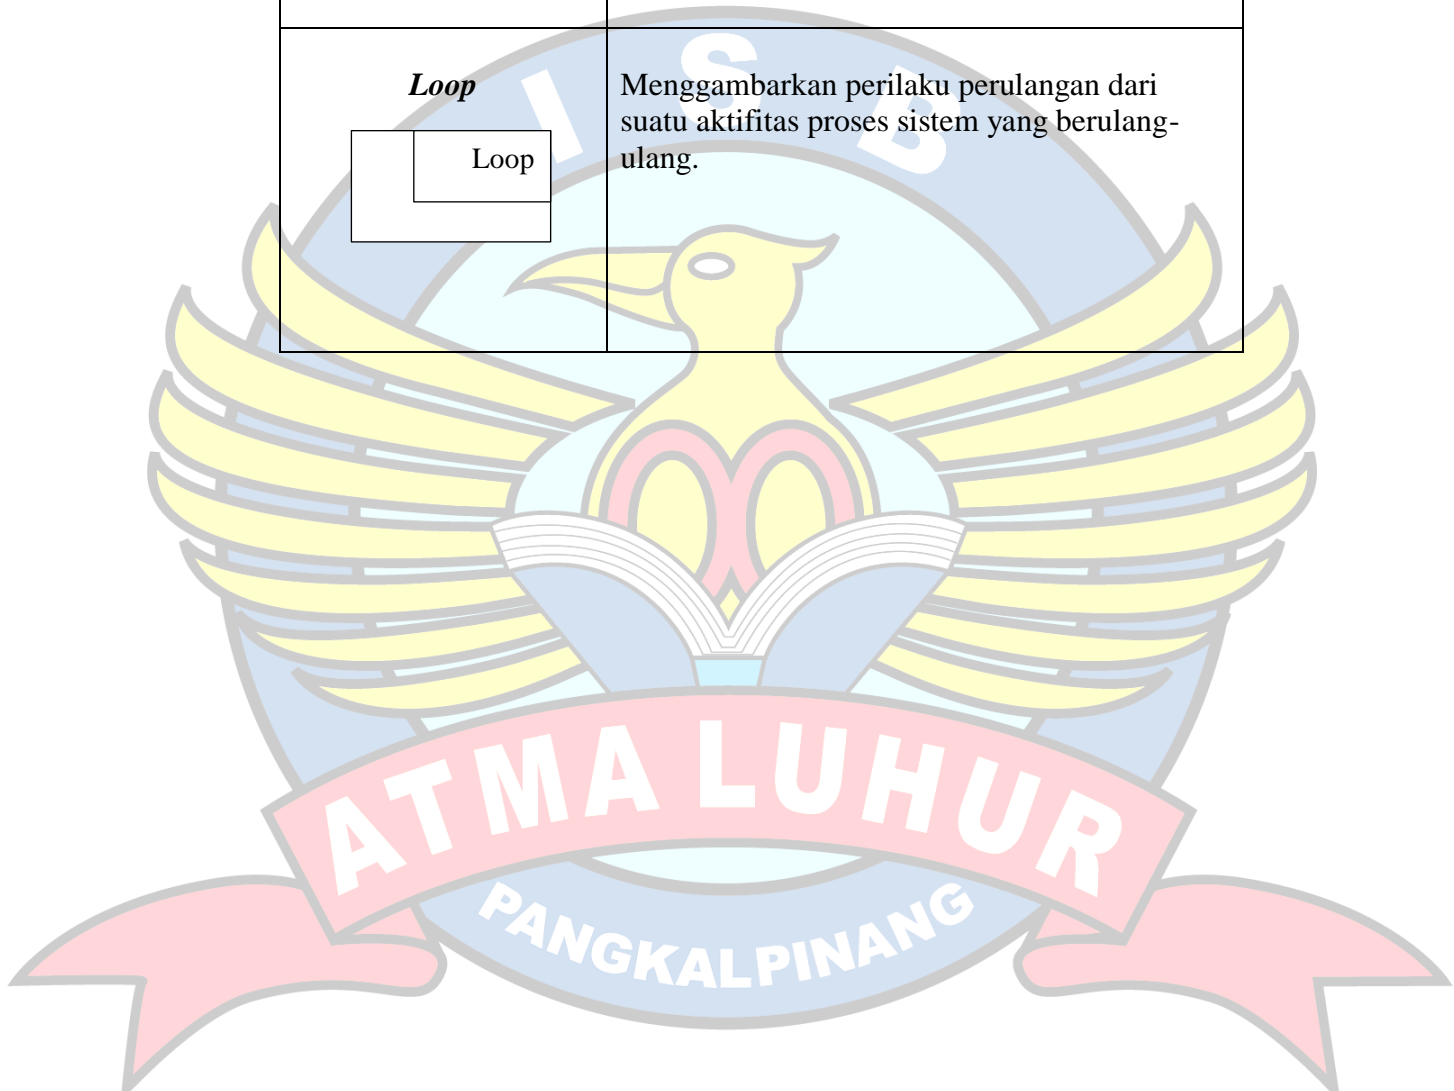 Loop
Menggambarkan perilaku perulangan dari
suatu aktifitas proses sistem yang berulang-
ulang.
Loop
I S B
ATMA LUHUR
PANGKALPINANG